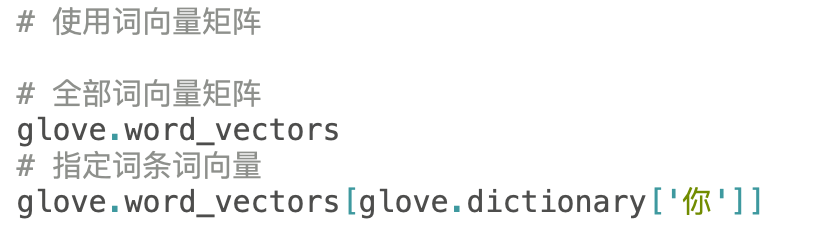 # 使用词向量矩阵
# 全部词向量矩阵
glove.word_vectors
# 指定词条词向量
glove.word_vectors[glove.dictionary['你']]